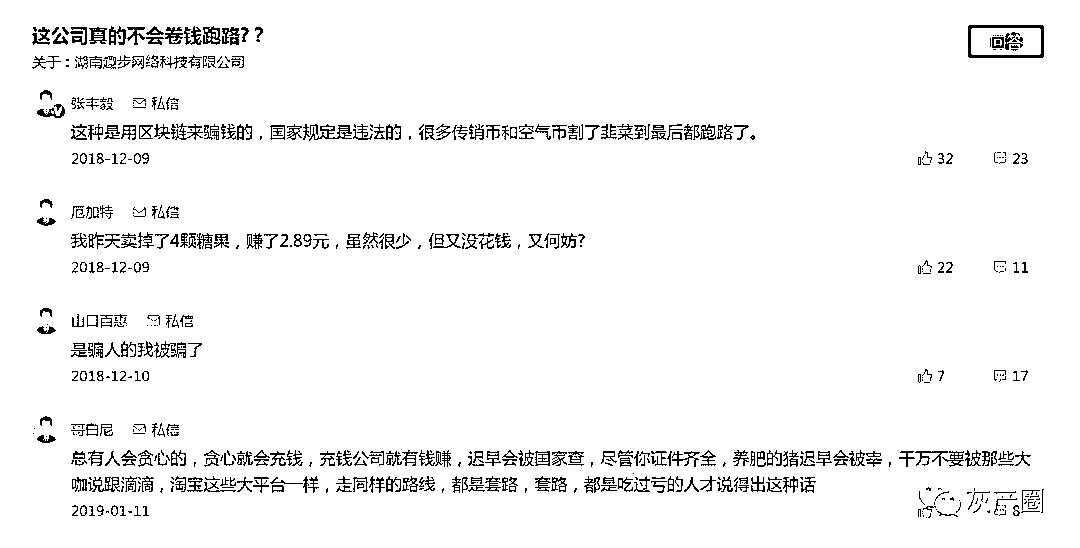 这公司真的不会卷钱跑路？？
回答
关于：湖南趣步网络科技有限公司
张丰毅 私信
这种是用区块链来骗钱的，国家规定是违法的，很多传销币和空气币割了韭菜到最后都跑路了。
2018-12-09 32 23
厄加特 私信
我昨天卖掉了4颗糖果，赚了2.89元，虽然很少，但又没花钱，又何妨?
2018-12-09 22 11
山口百惠 私信
是骗人的我被骗了
2018-12-10 7 17
哥白尼 私信
总有人会贪心的，贪心就会充钱，充钱公司就有钱赚，迟早会被国家查，尽管你证件齐全，养肥的猪迟早会被宰，千万不要被那些大
咖说跟滴滴，淘宝这些大平台一样，走同样的路线，都是套路，套路，都是吃过亏的人才说得出这种话
2019-01-11 8
灰产圈